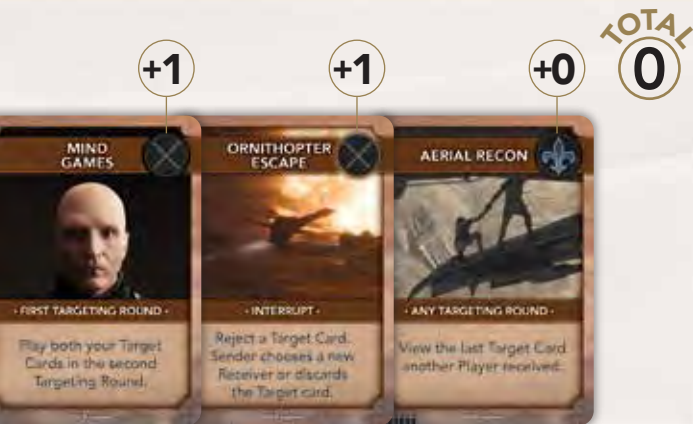 TOTAL
0
+1
+1
+0
MIND
GAMES
• FIRST TARGETING ROUND •
Play both your Target
Cards in the second
Targeting Round.
ORNITHOPTER
ESCAPE
• INTERRUPT •
Reject a Target Card.
Sender chooses a new
Receiver or discards
the Target card.
AERIAL RECON
• ANY TARGETING ROUND •
View the last Target Card
another Player received.